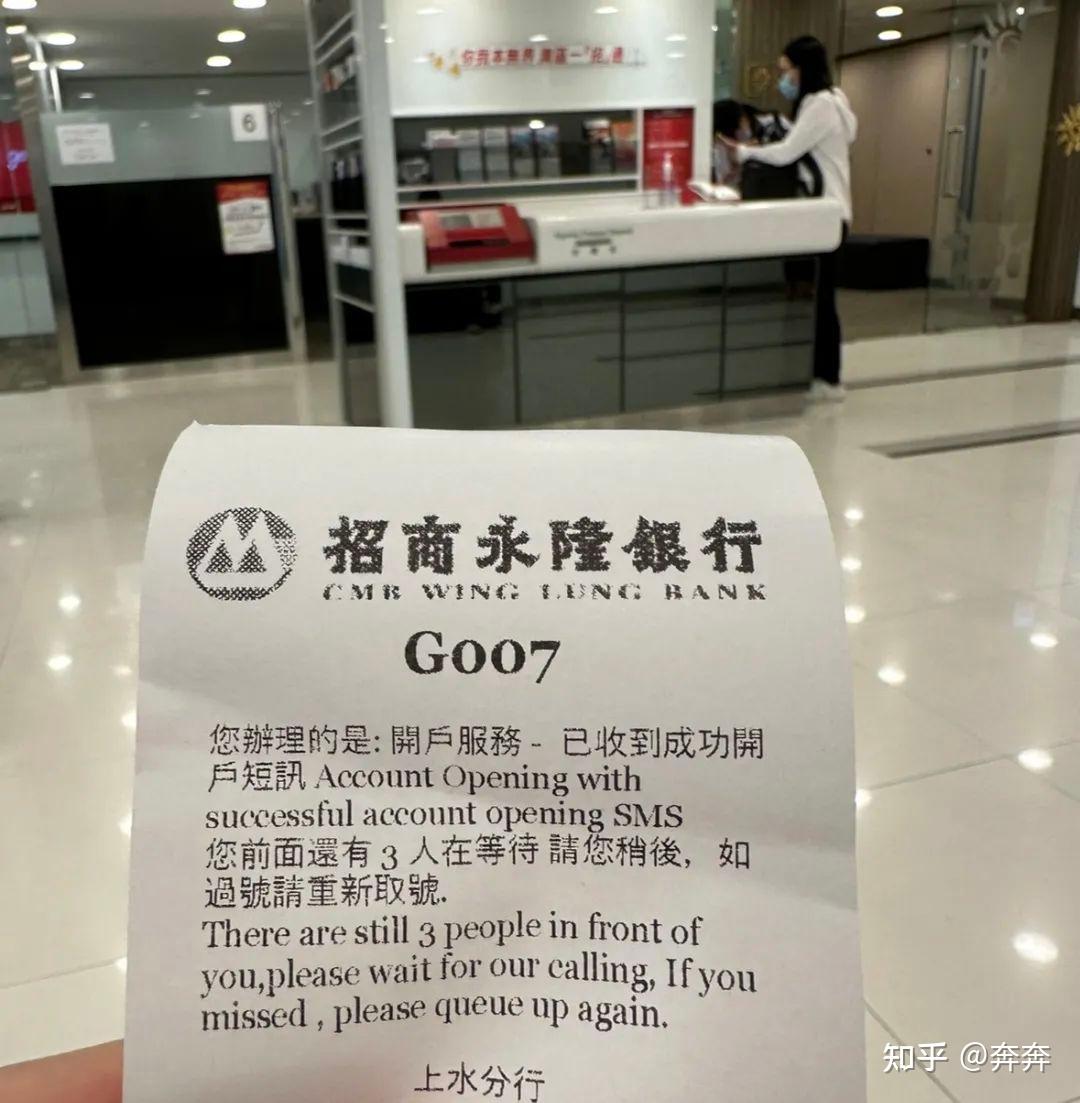 6
招商永隆銀行
CMB WING LUNG BANK
G007
您辦理的是: 開戶服務 - 已收到成功開
戶短訊 Account Opening with
successful account opening SMS
您前面還有 3 人在等待 請您稍後, 如
過號請重新取號.
There are still 3 people in front of
you,please wait for our calling, If you
missed , please queue up again.
上水分行
知乎 @奔奔